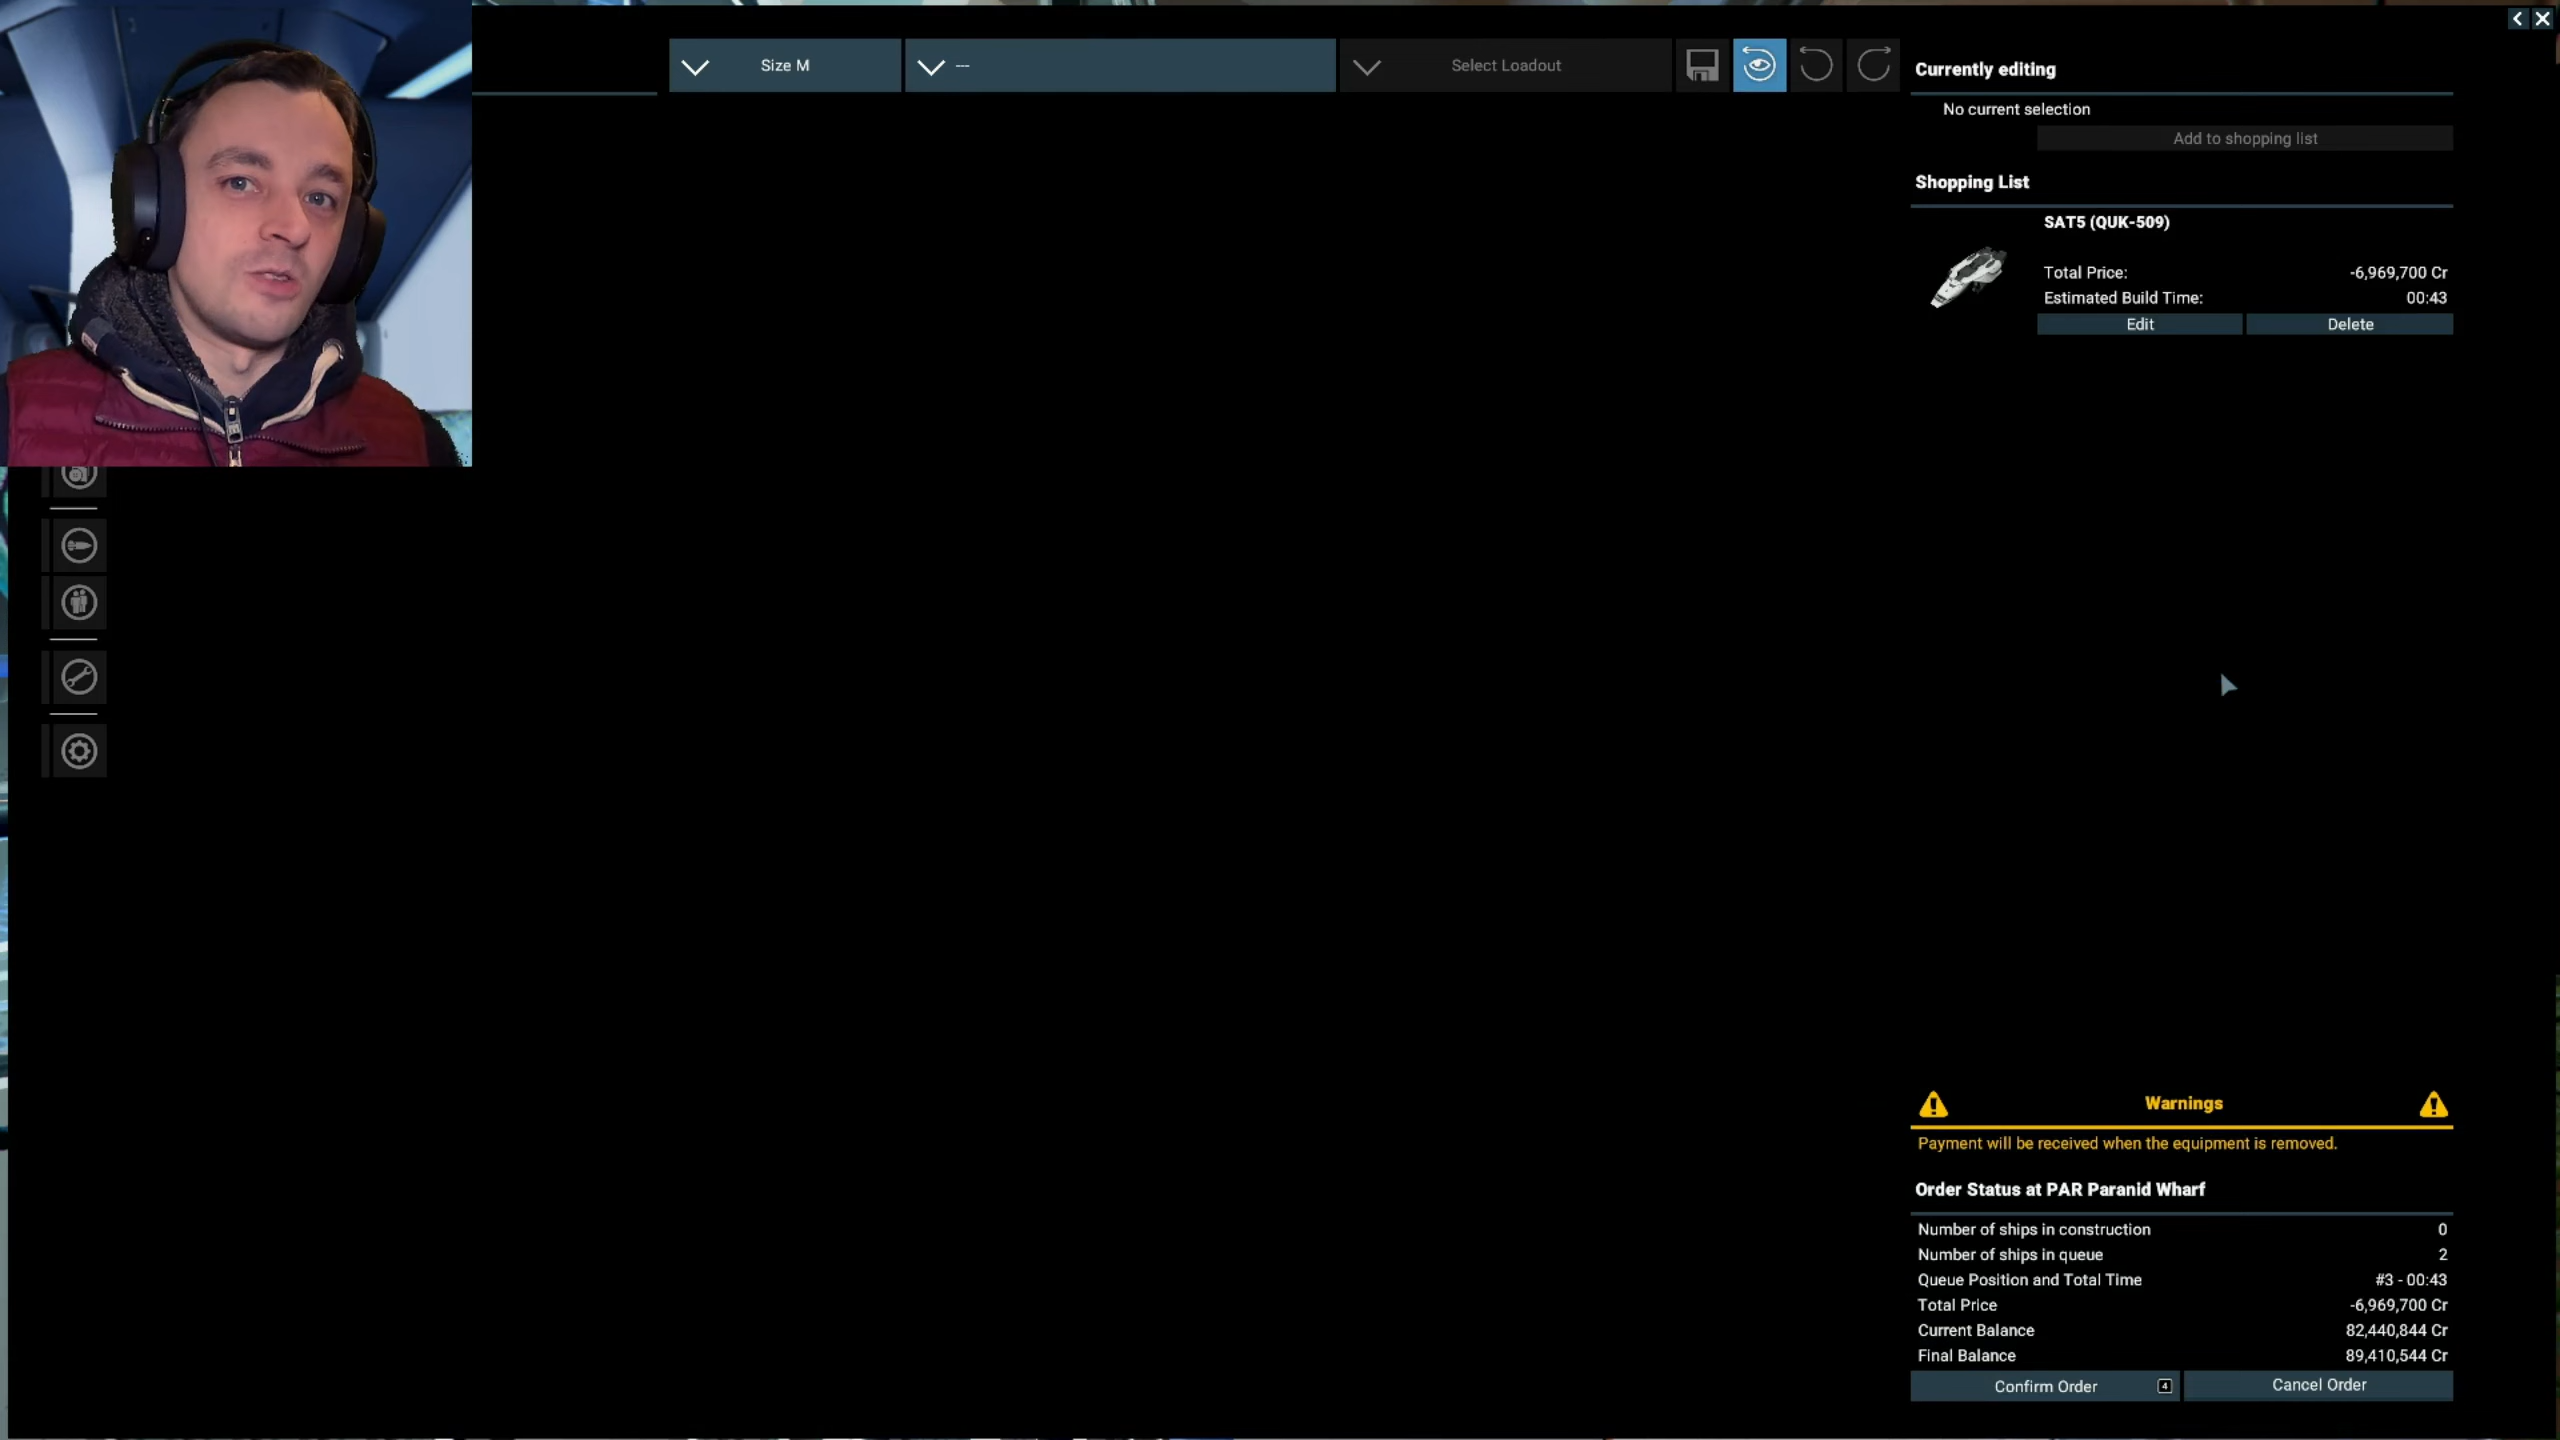 Size M
---
Select Loadout
Currently editing
No current selection
Add to shopping list
Shopping List
SAT5 (QUK-509)
Total Price: -6,969,700 Cr
Estimated Build Time: 00:43
Edit Delete
Warnings
Payment will be received when the equipment is removed.
Order Status at PAR Paranid Wharf
Number of ships in construction 0
Number of ships in queue 2
Queue Position and Total Time #3 - 00:43
Total Price -6,969,700 Cr
Current Balance 82,440,844 Cr
Final Balance 89,410,544 Cr
Confirm Order 4 Cancel Order